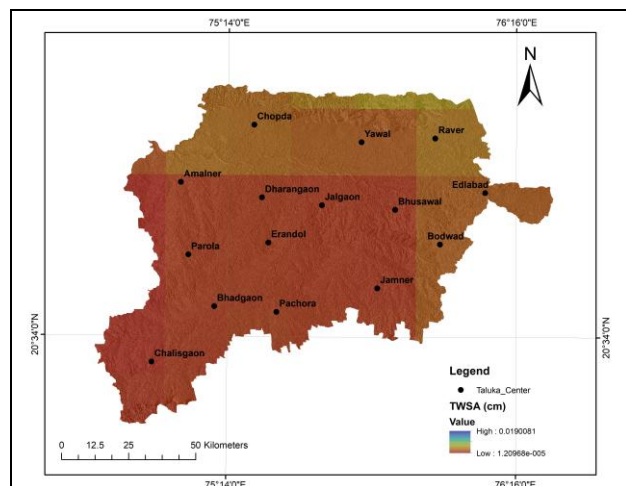 75°14'0"E 76°16'0"E
N
Chopda
Yawal Raver
Amalner Edlabad
Dharangaon Jalgaon Bhusawal
Erandol Bodwad
Parola
Jamner
Bhadgaon Pachora
20°34'0"N 20°34'0"N
Chalisgaon
Legend
Taluka_Center
TWSA (cm)
Value
High : 0.0190081
Low : 1.20968e-005
0 12.5 25 50 Kilometers
75°14'0"E 76°16'0"E